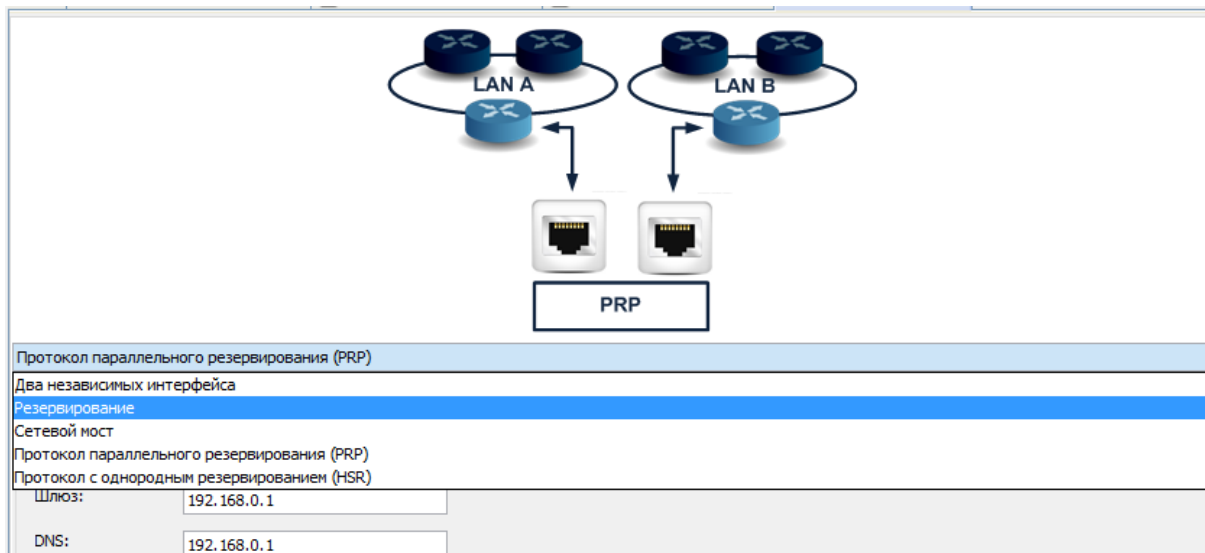 LAN A
LAN B
PRP
Протокол параллельного резервирования (PRP)
Два независимых интерфейса
Резервирование
Сетевой мост
Протокол параллельного резервирования (PRP)
Протокол с однородным резервированием (HSR)
Шлюз: 192.168.0.1
DNS: 192.168.0.1